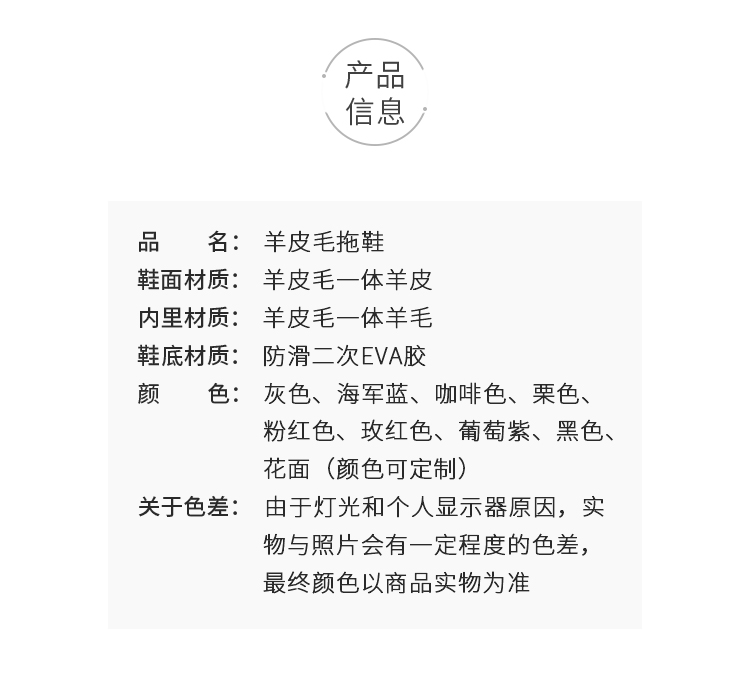 产品
信息
品　　名： 羊皮毛拖鞋
鞋面材质： 羊皮毛一体羊皮
内里材质： 羊皮毛一体羊毛
鞋底材质： 防滑二次EVA胶
颜　　色： 灰色、海军蓝、咖啡色、栗色、
粉红色、玫红色、葡萄紫、黑色、
花面（颜色可定制）
关于色差： 由于灯光和个人显示器原因，实
物与照片会有一定程度的色差，
最终颜色以商品实物为准